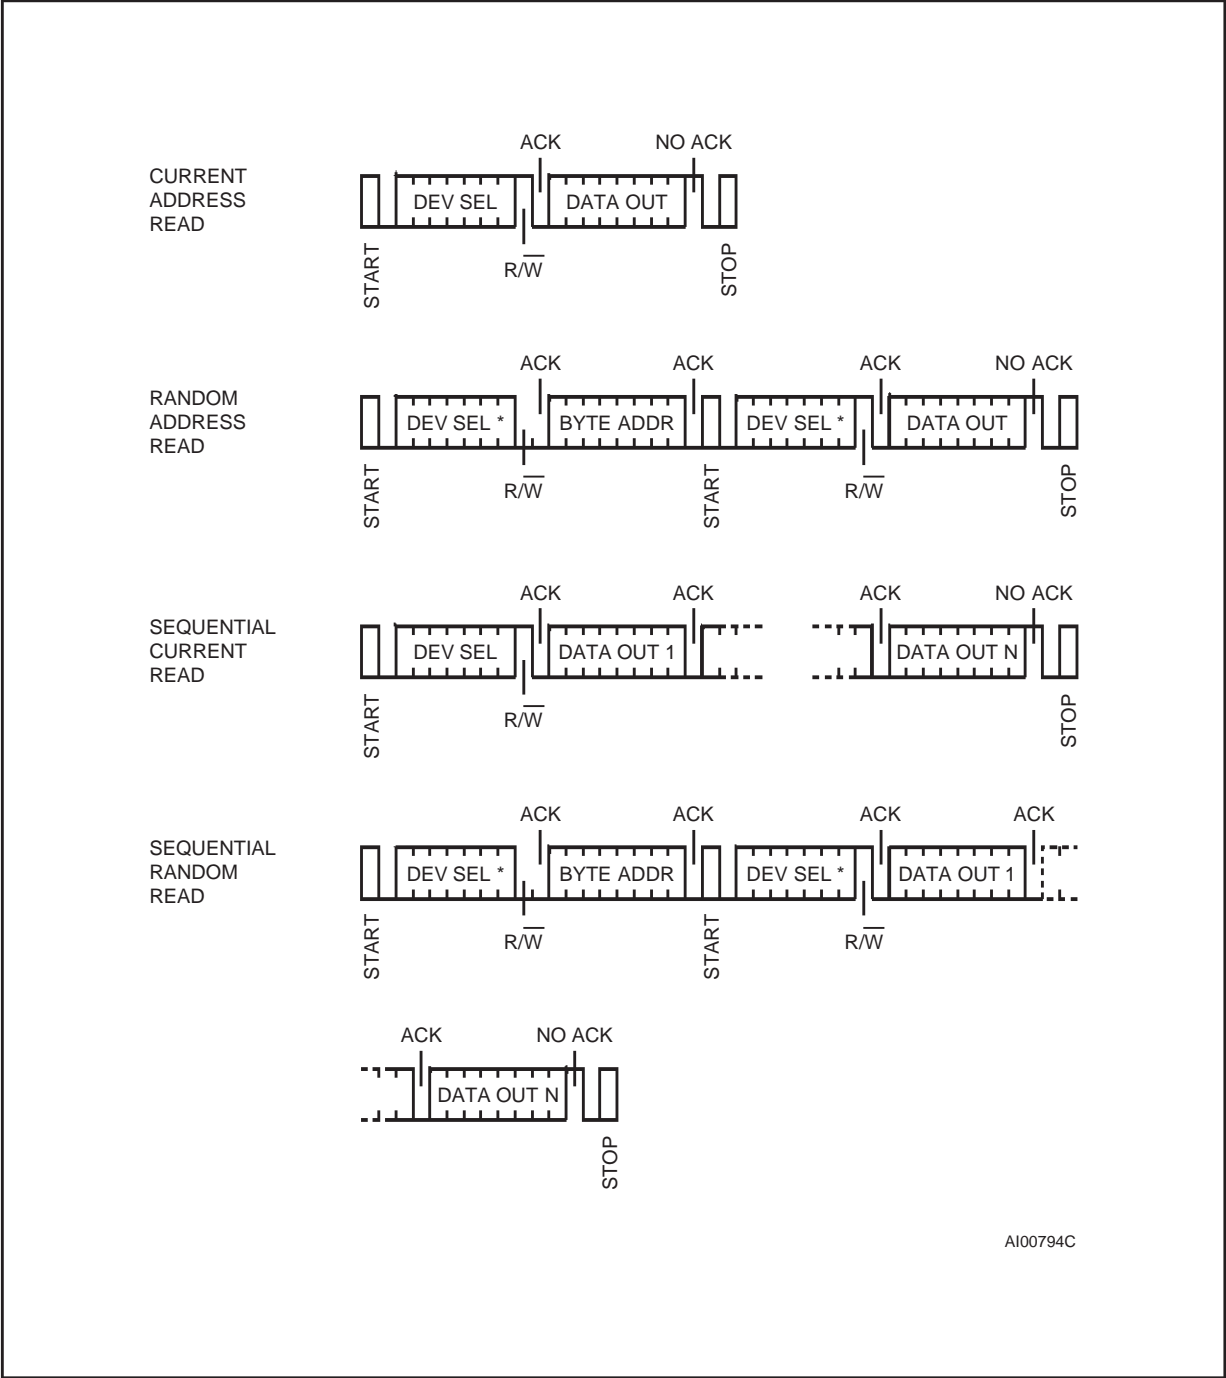 ACK NO ACK
CURRENT
ADDRESS
READ
DEV SEL DATA OUT
R/W̅
START STOP
ACK ACK ACK NO ACK
RANDOM
ADDRESS
READ
DEV SEL * BYTE ADDR DEV SEL * DATA OUT
R/W̅ R/W̅
START START STOP
ACK ACK ACK NO ACK
SEQUENTIAL
CURRENT
READ
DEV SEL DATA OUT 1 DATA OUT N
R/W̅
START STOP
ACK ACK ACK ACK
SEQUENTIAL
RANDOM
READ
DEV SEL * BYTE ADDR DEV SEL * DATA OUT 1
R/W̅ R/W̅
START START
ACK NO ACK
DATA OUT N
STOP
AI00794C